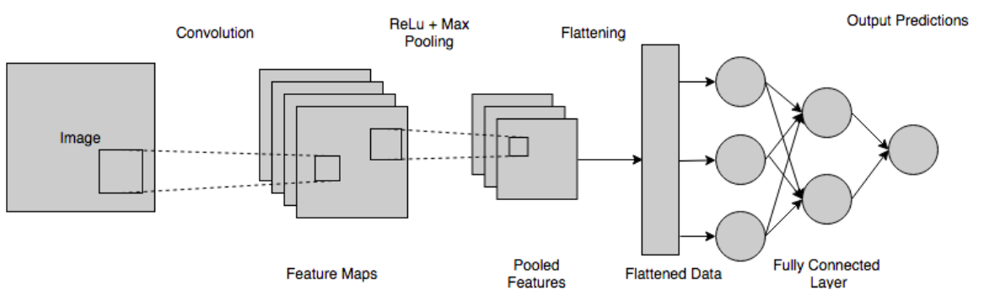 Convolution
ReLu + Max
Pooling
Flattening
Output Predictions
Image
Feature Maps
Pooled
Features
Flattened Data
Fully Connected
Layer